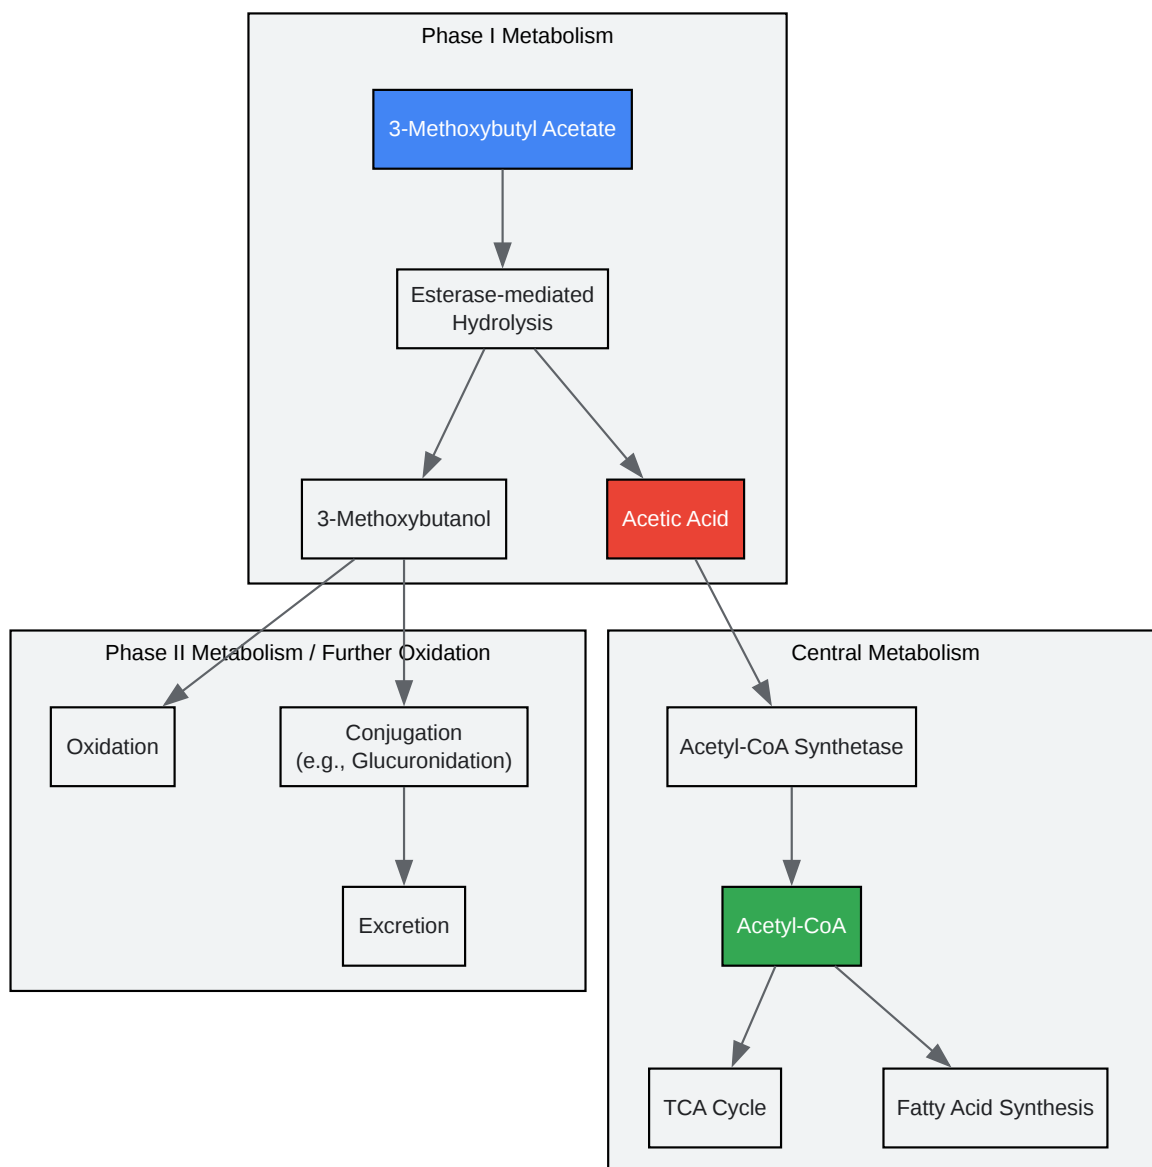 Phase I Metabolism
3-Methoxybutyl Acetate
Esterase-mediated
Hydrolysis
3-Methoxybutanol
Acetic Acid
Phase II Metabolism / Further Oxidation
Oxidation
Conjugation
(e.g., Glucuronidation)
Excretion
Central Metabolism
Acetyl-CoA Synthetase
Acetyl-CoA
TCA Cycle
Fatty Acid Synthesis